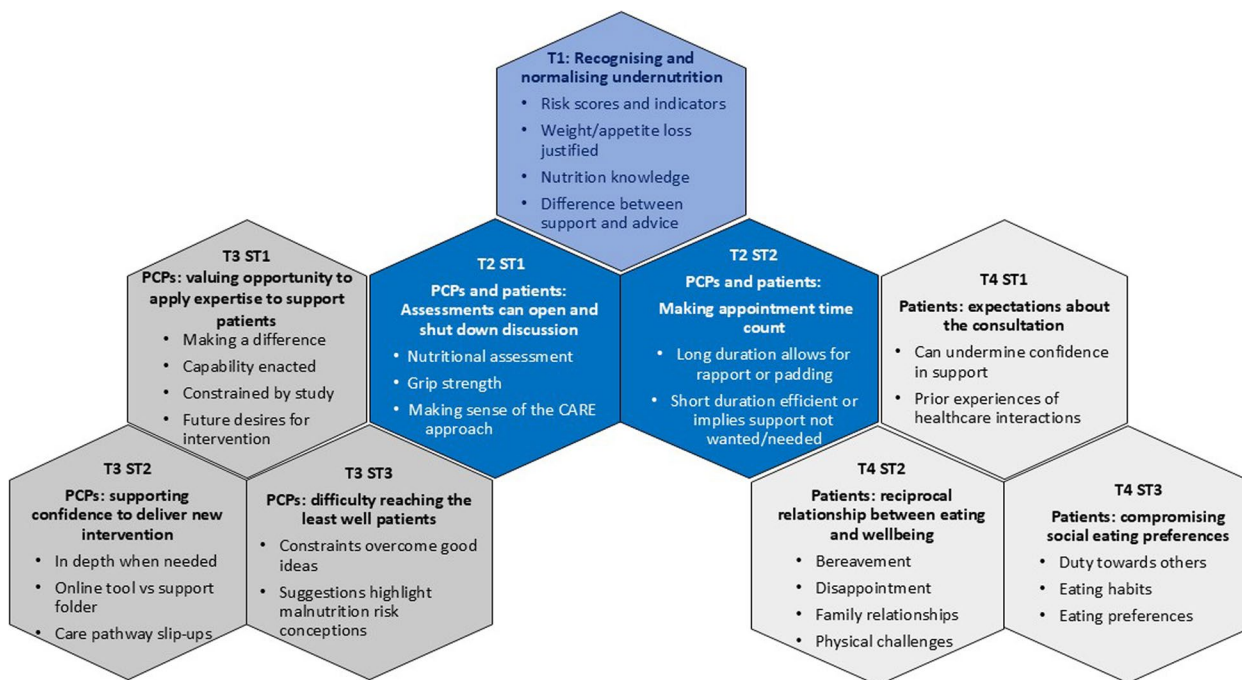 T1: Recognising and
normalising undernutrition
• Risk scores and indicators
• Weight/appetite loss
justified
• Nutrition knowledge
• Difference between
support and advice
T3 ST1
PCPs: valuing opportunity to
apply expertise to support
patients
• Making a difference
• Capability enacted
• Constrained by study
• Future desires for
intervention
T2 ST1
PCPs and patients:
Assessments can open and
shut down discussion
• Nutritional assessment
• Grip strength
• Making sense of the CARE
approach
T2 ST2
PCPs and patients:
Making appointment time
count
• Long duration allows for
rapport or padding
• Short duration efficient or
implies support not
wanted/needed
T4 ST1
Patients: expectations about
the consultation
• Can undermine confidence
in support
• Prior experiences of
healthcare interactions
T3 ST2
PCPs: supporting
confidence to deliver new
intervention
• In depth when needed
• Online tool vs support
folder
• Care pathway slip-ups
T3 ST3
PCPs: difficulty reaching the
least well patients
• Constraints overcome good
ideas
• Suggestions highlight
malnutrition risk
conceptions
T4 ST2
Patients: reciprocal
relationship between eating
and wellbeing
• Bereavement
• Disappointment
• Family relationships
• Physical challenges
T4 ST3
Patients: compromising
social eating preferences
• Duty towards others
• Eating habits
• Eating preferences